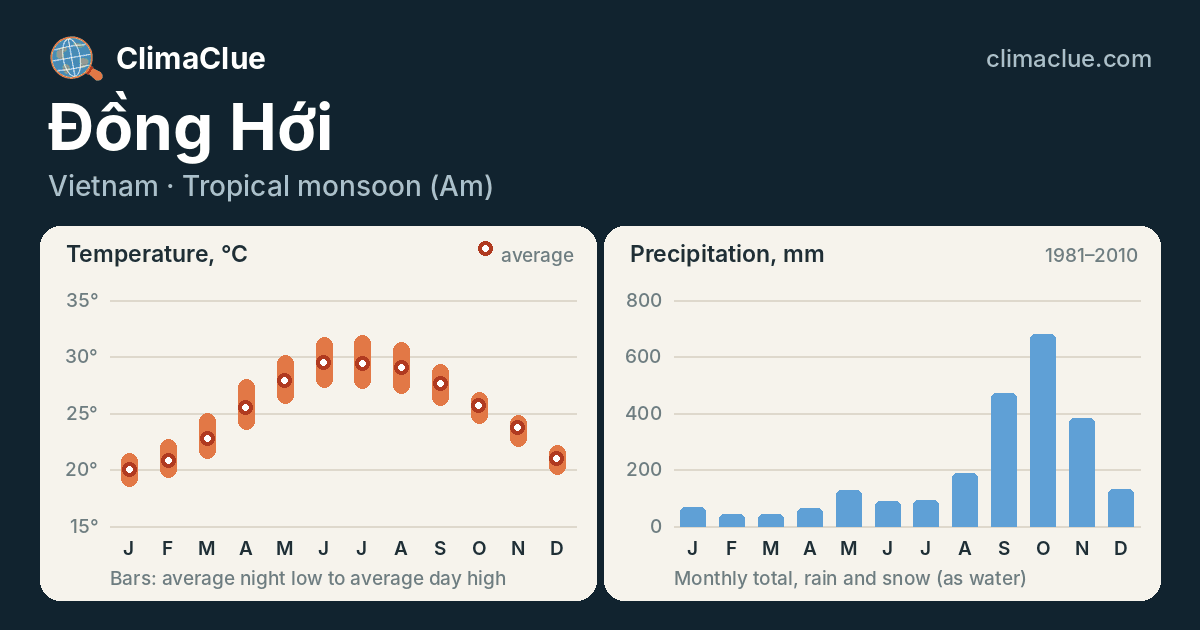 ClimaClue
climaclue.com
Đồng Hới
Vietnam · Tropical monsoon (Am)
Temperature, °C
average
35°
30°
25°
20°
15°
J F M A M J J A S O N D
Bars: average night low to average day high
Precipitation, mm
1981–2010
800
600
400
200
0
J F M A M J J A S O N D
Monthly total, rain and snow (as water)